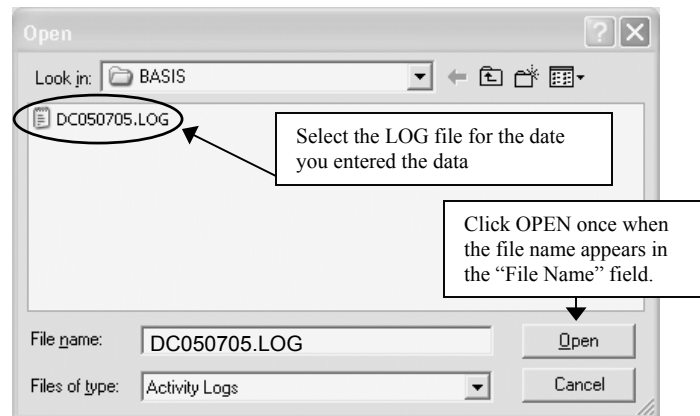 Open
Look in: BASIS
DC050705.LOG
Select the LOG file for the date
you entered the data
Click OPEN once when
the file name appears in
the “File Name” field.
File name: DC050705.LOG Open
Files of type: Activity Logs Cancel